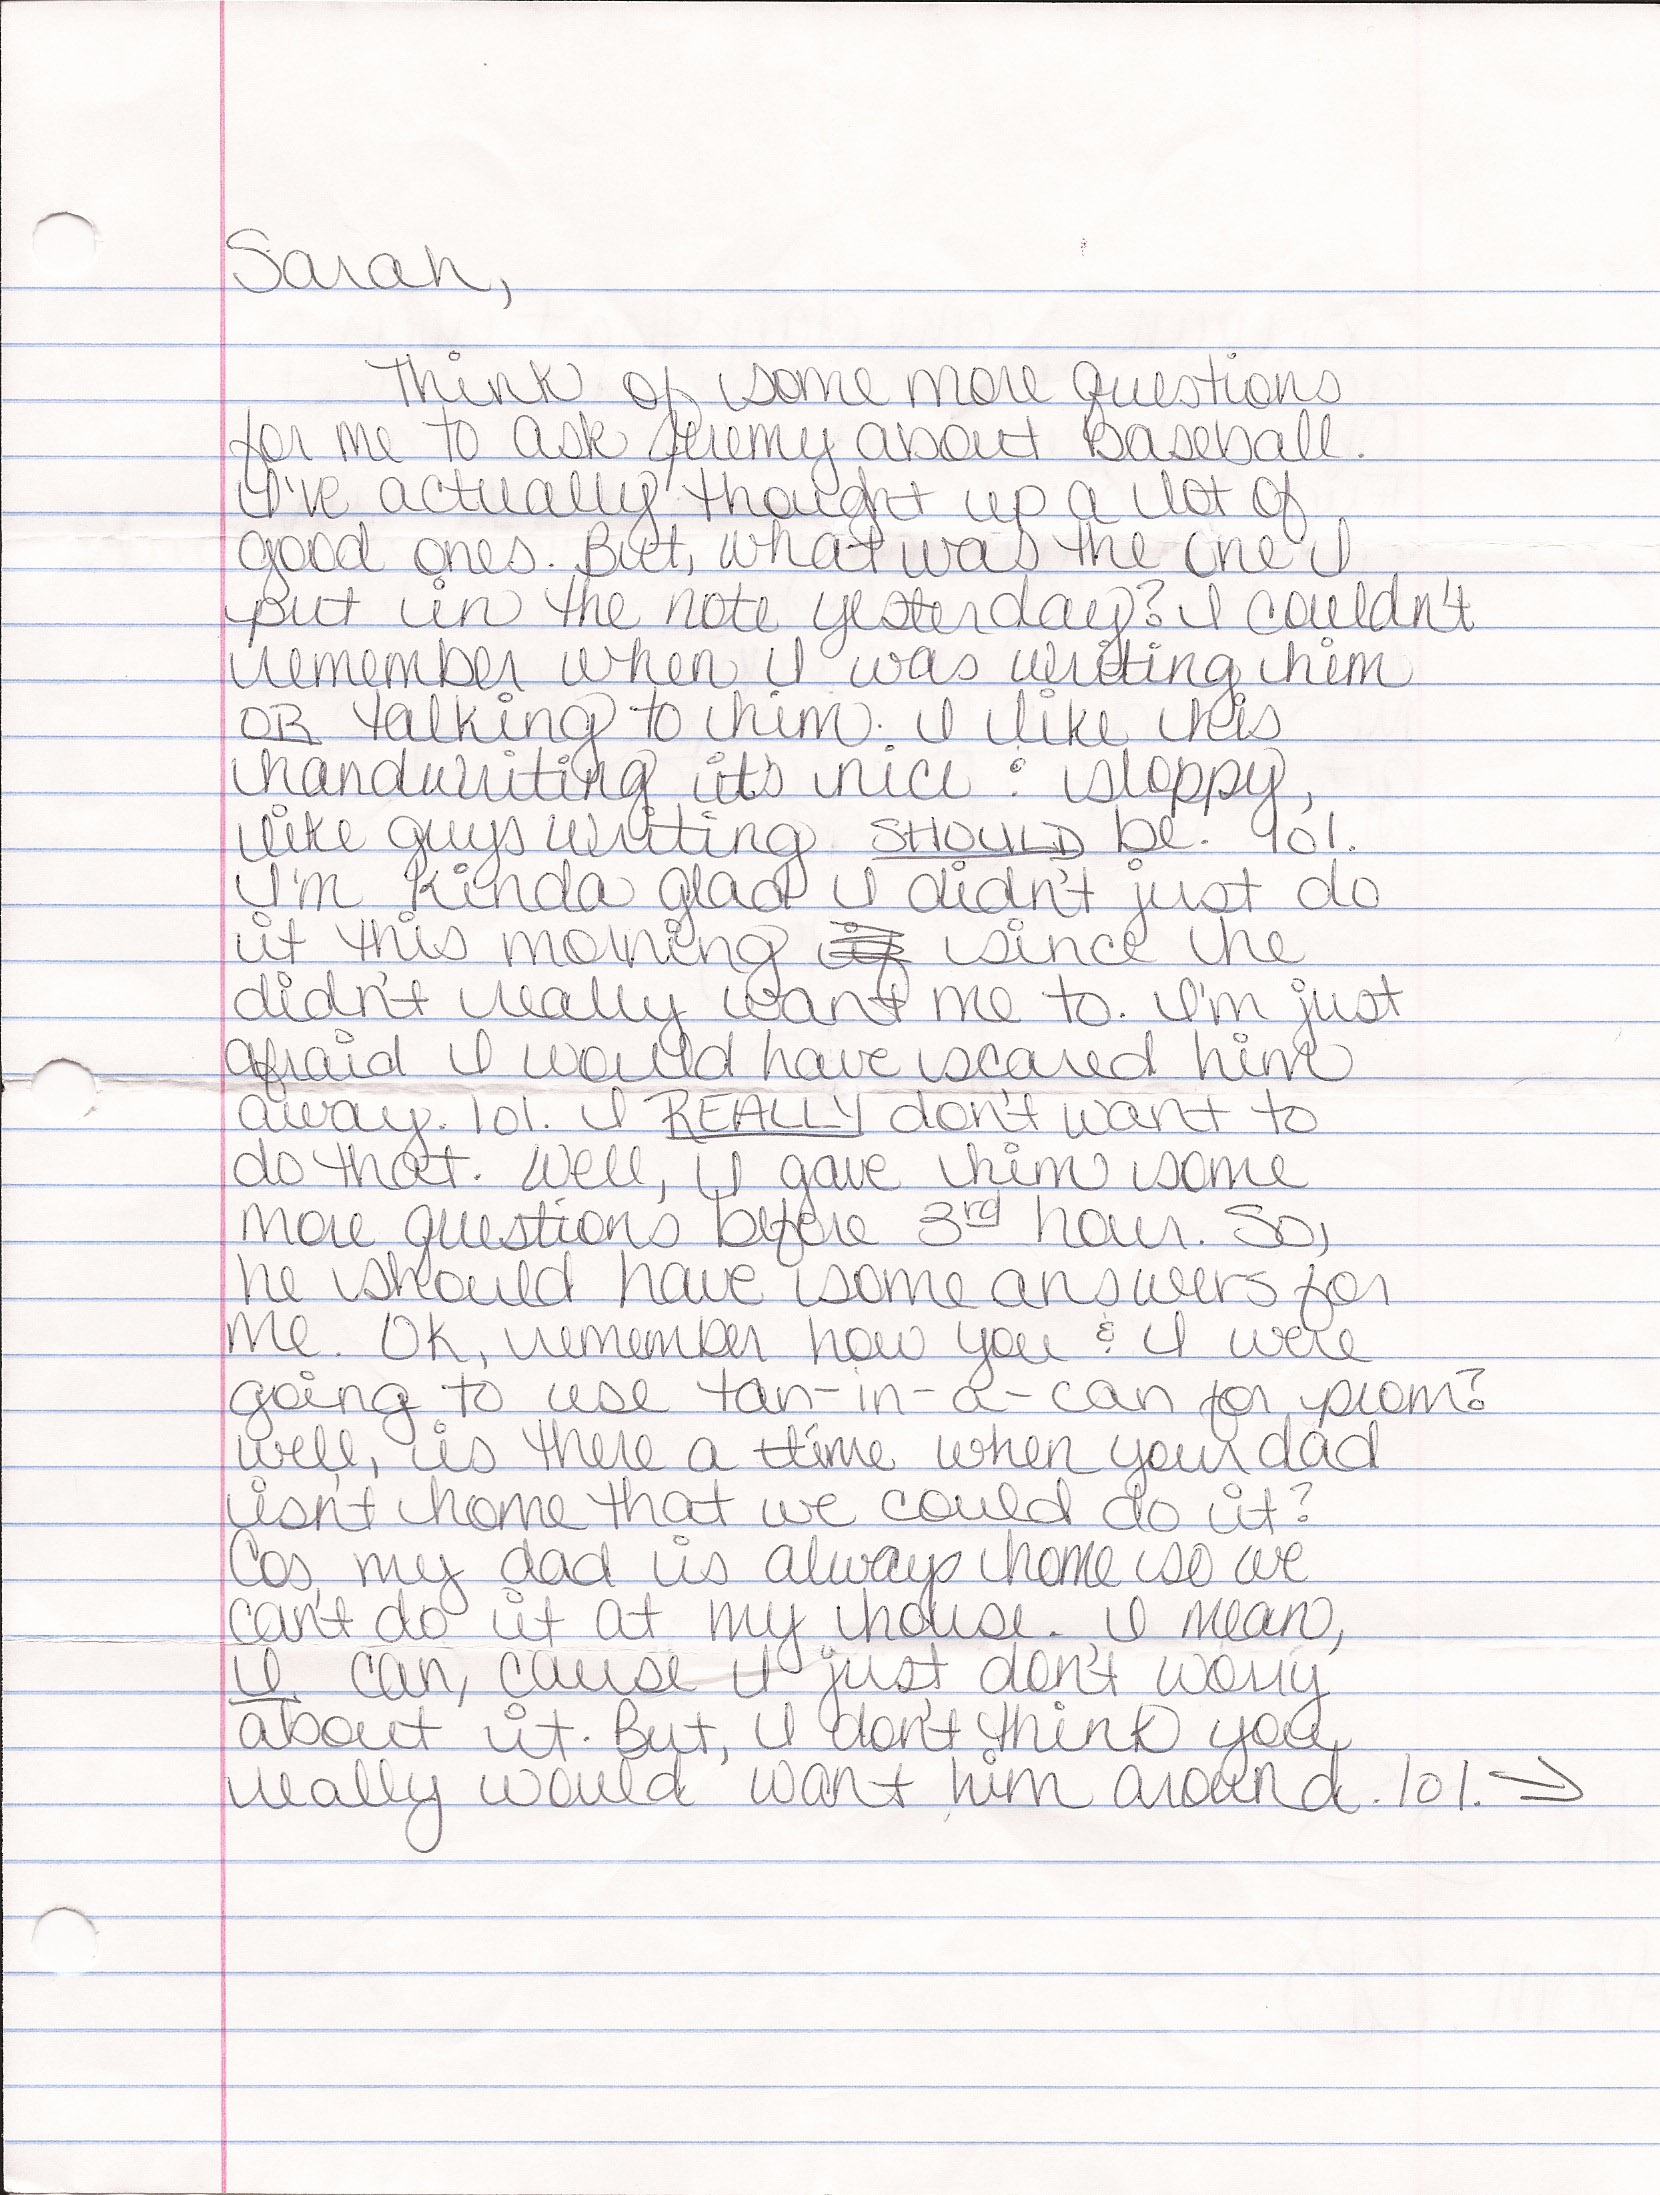 Sarah,
Think of some more questions
for me to ask Jeremy about Baseball.
I've actually thought up a lot of
good ones. But, what was the one I
put in the note yesterday? I couldn't
remember when I was writing him
OR talking to him. I like his
handwriting it's nice & sloppy,
like guys writing SHOULD be. lol.
I'm kinda glad I didn't just do
it this morning since he
didn't really want me to. I'm just
afraid I would have scared him
away. lol. I REALLY don't want to
do that. Well, I gave him some
more questions before 3rd hour. So,
he should have some answers for
me. OK, remember how you & I were
going to use tan-in-a-can for prom?
well, is there a time when your dad
isn't home that we could do it?
Cos, my dad is always home so we
can't do it at my house. I mean,
I can, cause I just don't worry
about it. But, I don't think you
really would want him around. lol. →